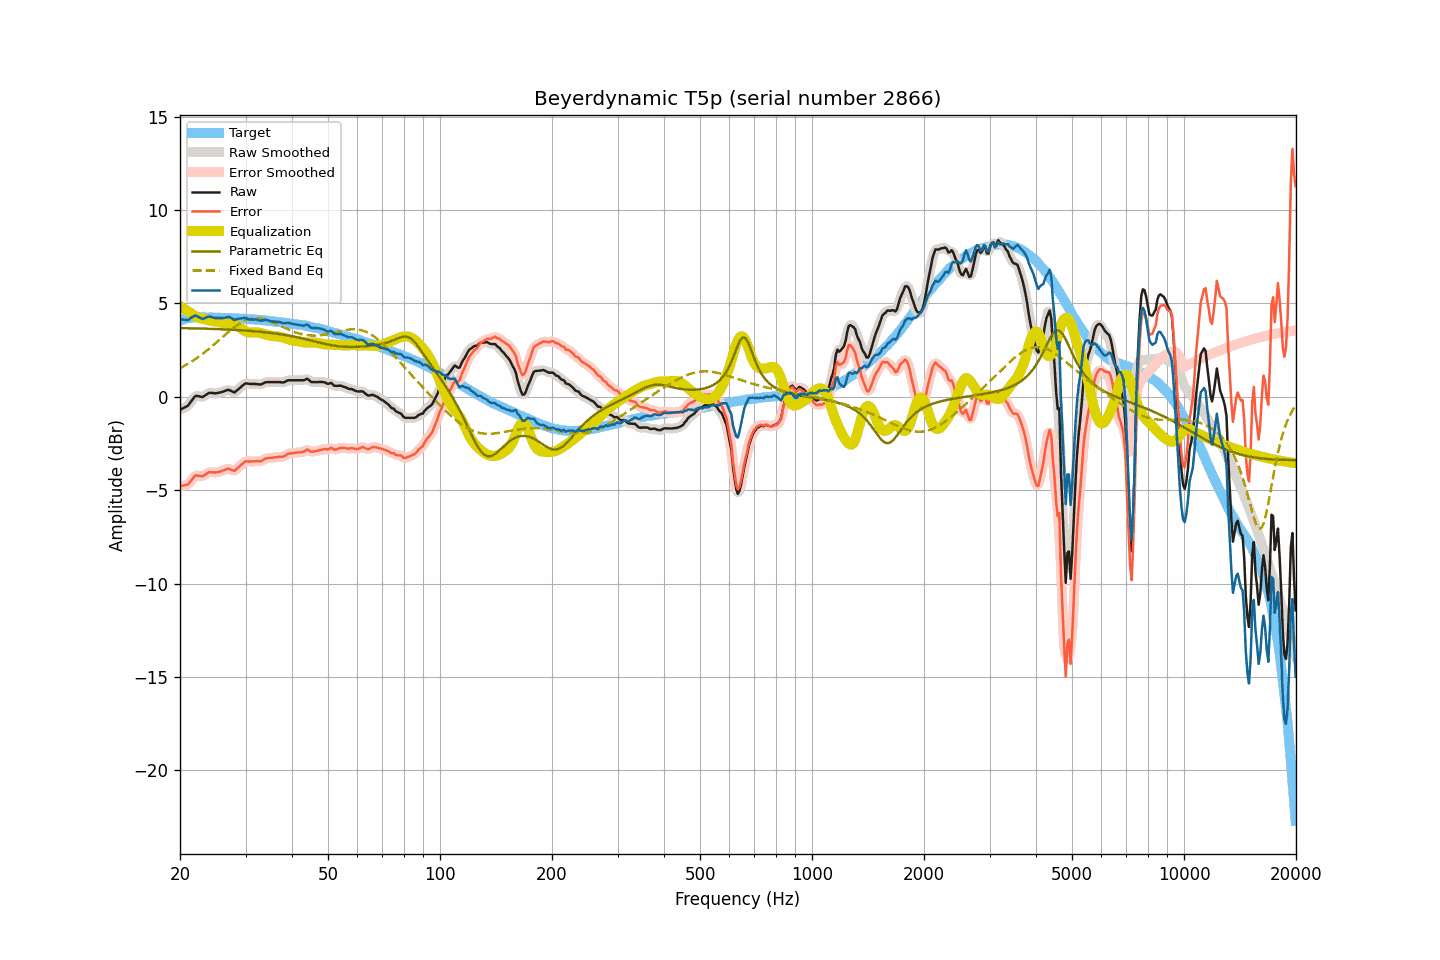 Beyerdynamic T5p (serial number 2866)
Target
Raw Smoothed
Error Smoothed
Raw
Error
Equalization
Parametric Eq
Fixed Band Eq
Equalized
15
10
5
0
−5
−10
−15
−20
Amplitude (dBr)
20 50 100 200 500 1000 2000 5000 10000 20000
Frequency (Hz)